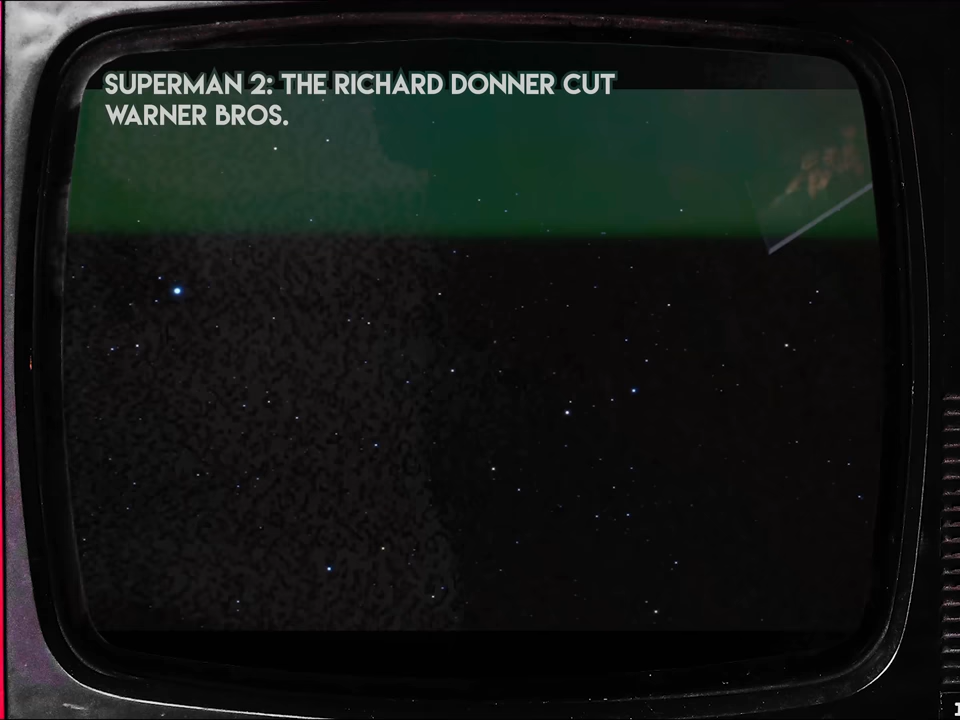 SUPERMAN 2: THE RICHARD DONNER CUT
WARNER BROS.